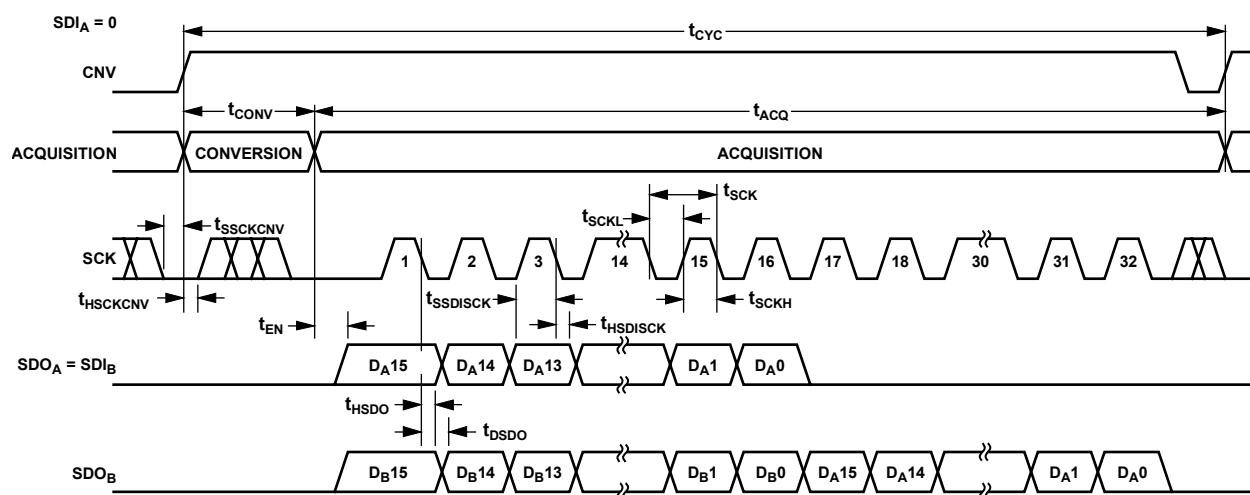 SDIA = 0
tCYC
CNV
tCONV
tACQ
ACQUISITION CONVERSION ACQUISITION
tSCK
tSCKL
tSSCKCNV
SCK 1 2 3 14 15 16 17 18 30 31 32
tHSCKCNV
tSSDISCK
tSCKH
tEN
tHSDISCK
SDOA = SDIB DA15 DA14 DA13 DA1 DA0
tHSDO
tDSDO
SDOB DB15 DB14 DB13 DB1 DB0 DA15 DA14 DA1 DA0